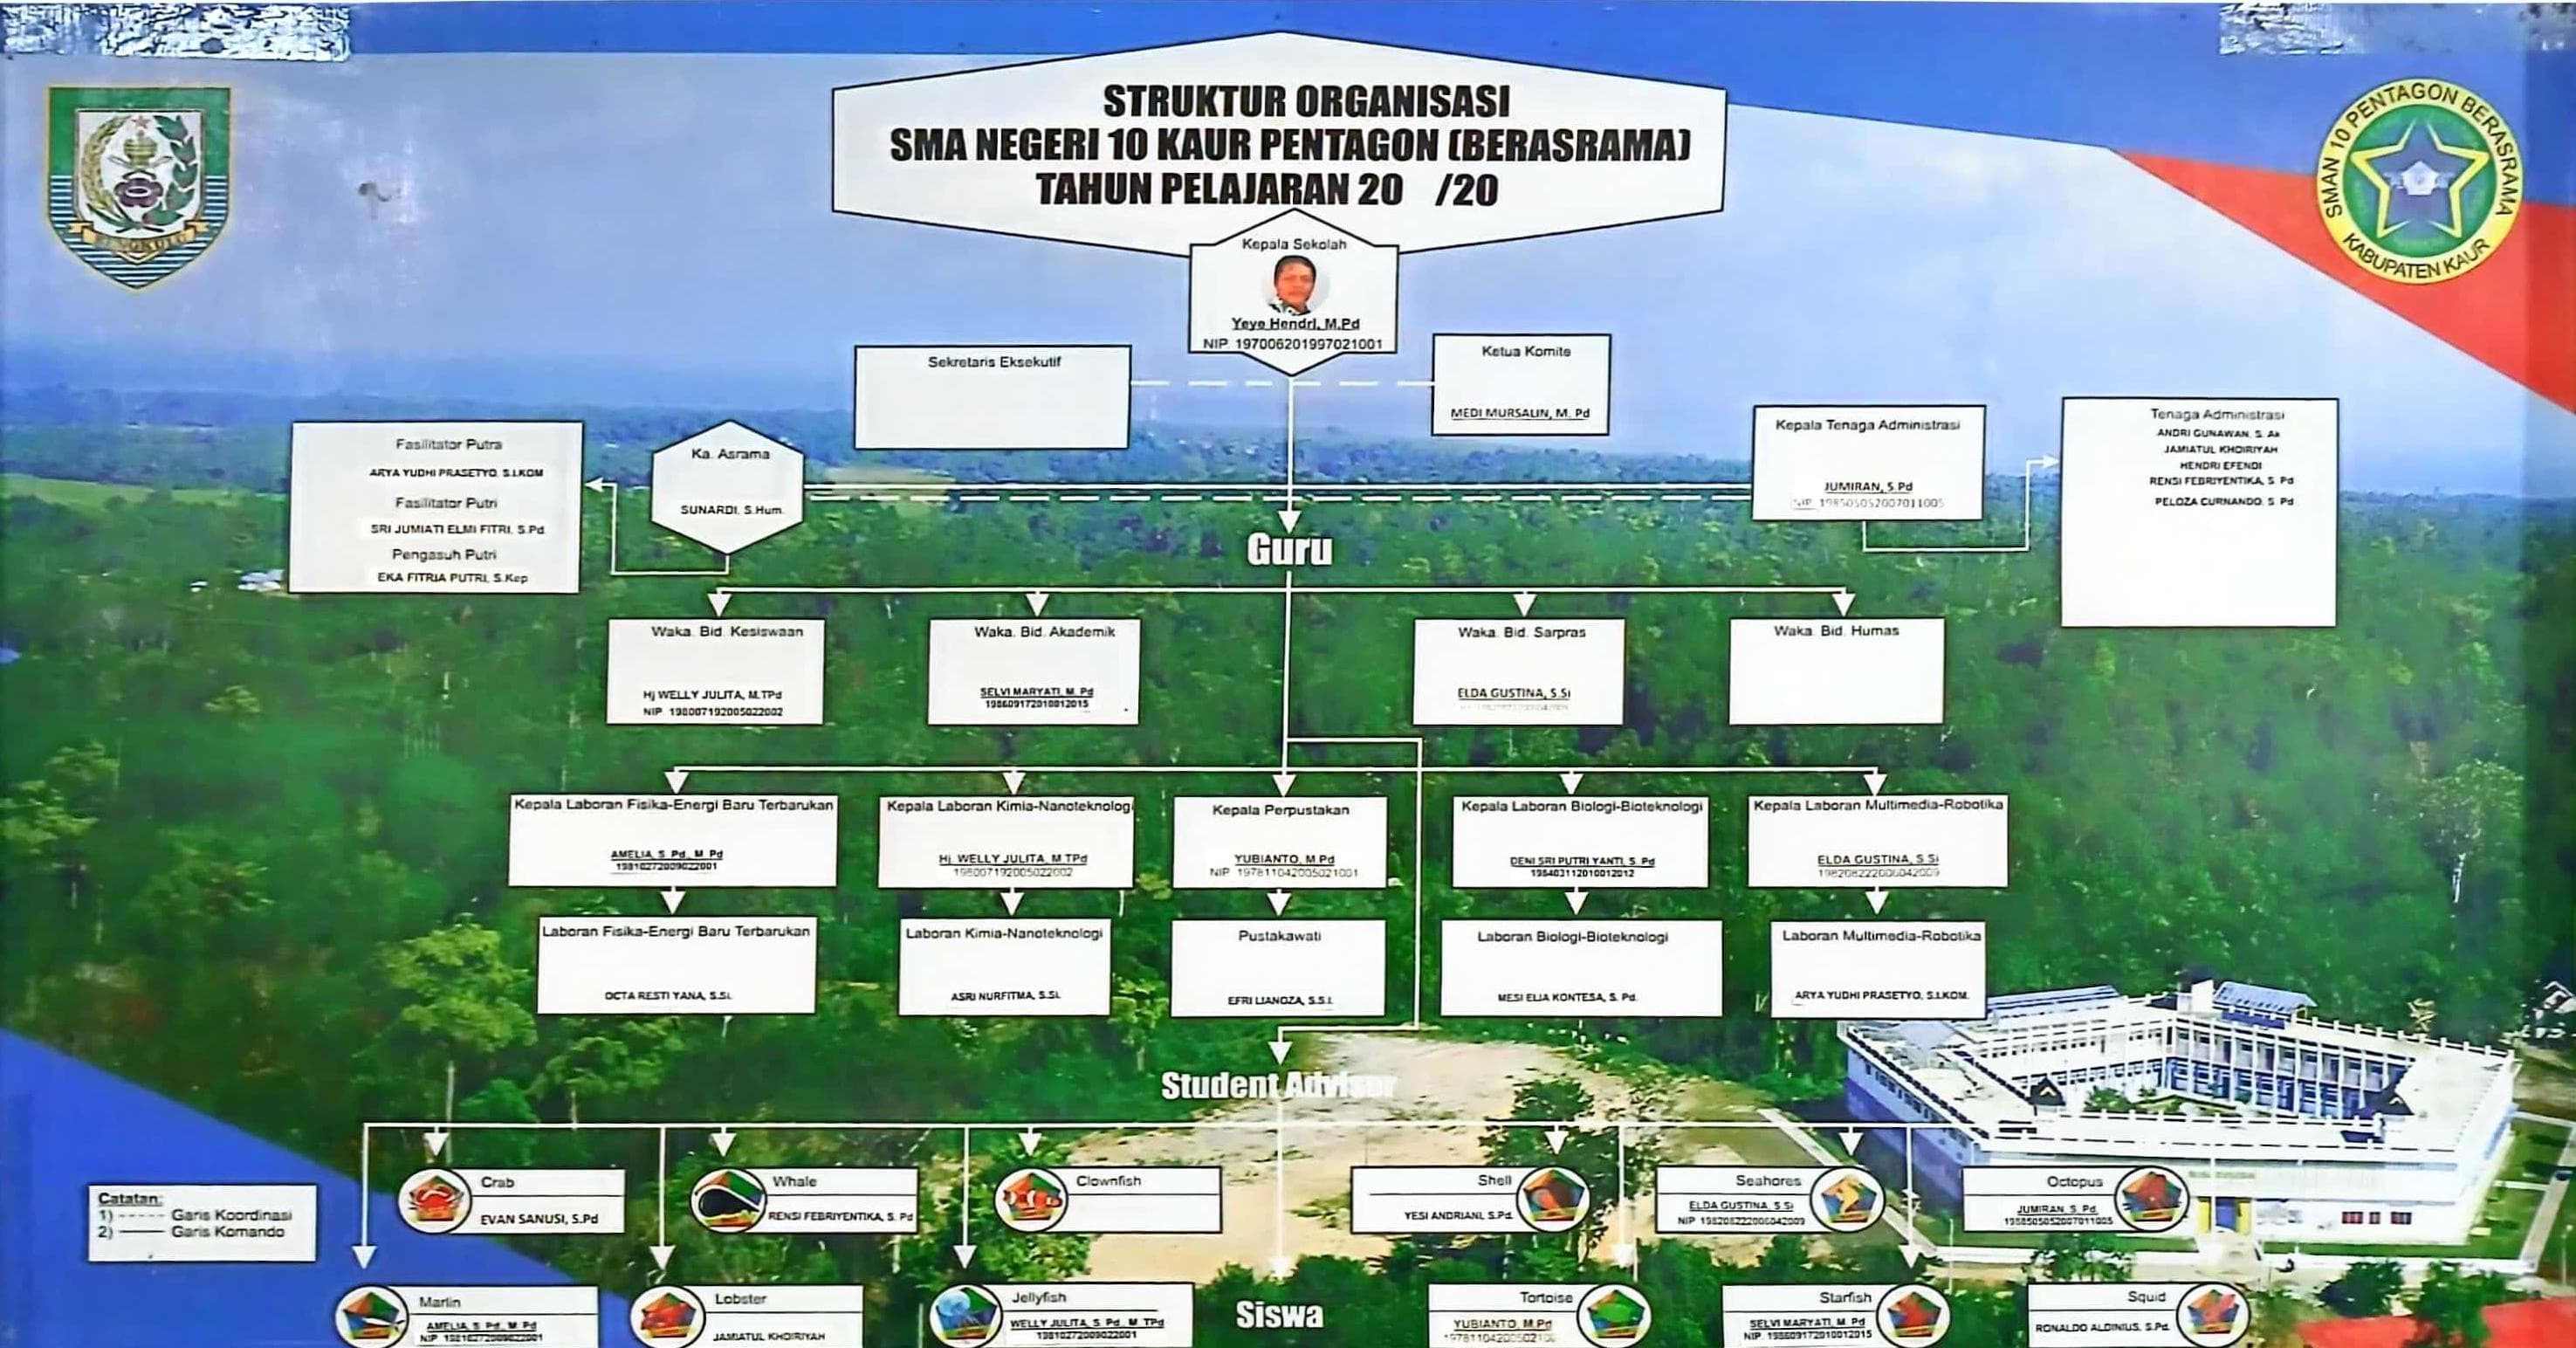 STRUKTUR ORGANISASI
SMA NEGERI 10 KAUR PENTAGON (BERASRAMA)
TAHUN PELAJARAN 20 /20
BENGKULU
SMAN 10 PENTAGON BERASRAMA
KABUPATEN KAUR
Kepala Sekolah
Yeye Hendri, M.Pd
NIP. 197006201997021001
Sekretaris Eksekutif
Ketua Komite
MEDI MURSALIN, M. Pd
Fasilitator Putra
ARYA YUDHI PRASETYO, S.I.KOM
Fasilitator Putri
SRI JUMIATI ELMI FITRI, S.Pd
Pengasuh Putri
EKA FITRIA PUTRI, S.Kep
Ka. Asrama
SUNARDI, S.Hum.
Kepala Tenaga Administrasi
JUMIRAN, S.Pd
NIP. 198505052007011005
Tenaga Administrasi
ANDRI GUNAWAN, S. Ak
JAMIATUL KHOIRIYAH
HENDRI EFENDI
RENSI FEBRIYENTIKA, S. Pd
PELOZA CURNANDO, S. Pd
Guru
Waka. Bid. Kesiswaan
Hj WELLY JULITA, M.TPd
NIP. 198007192005022002
Waka. Bid. Akademik
SELVI MARYATI, M. Pd
198609172010012015
Waka. Bid. Sarpras
ELDA GUSTINA, S.Si
Waka. Bid. Humas
Kepala Laboran Fisika-Energi Baru Terbarukan
AMELIA, S. Pd., M. Pd
198102772009022001
Kepala Laboran Kimia-Nanoteknologi
Hj. WELLY JULITA, M TPd
198007192005022002
Kepala Perpustakan
YUBIANTO, M.Pd
NIP. 197811042005021001
Kepala Laboran Biologi-Bioteknologi
DENI SRI PUTRI YANTI, S. Pd
198403112010012012
Kepala Laboran Multimedia-Robotika
ELDA GUSTINA, S.Si
198208222006042009
Laboran Fisika-Energi Baru Terbarukan
OCTA RESTI YANA, S.Si.
Laboran Kimia-Nanoteknologi
ASRI NURFITMA, S.Si.
Pustakawati
EFRI LIANOZA, S.S.I.
Laboran Biologi-Bioteknologi
MESI ELIA KONTESA, S. Pd.
Laboran Multimedia-Robotika
ARYA YUDHI PRASETYO, S.I.KOM.
Student Advisor
Crab
EVAN SANUSI, S.Pd
Whale
RENSI FEBRIYENTIKA, S. Pd
Clownfish
Shell
YESI ANDRIANI, S.Pd.
Seahores
ELDA GUSTINA, S.Si
NIP 198208222006042009
Octopus
JUMIRAN, S. Pd.
198505052007011005
Catatan:
1) ----- Garis Koordinasi
2) —— Garis Komando
Marlin
AMELIA, S. Pd., M. Pd
Lobster
JAMIATUL KHOIRIYAH
Jellyfish
WELLY JULITA, S. Pd., M. TPd
198102772009022001
Siswa
Tortoise
YUBIANTO, M.Pd
Starfish
SELVI MARYATI, M. Pd
NIP. 198609172010012015
Squid
RONALDO ALDINIUS, S.Pd.